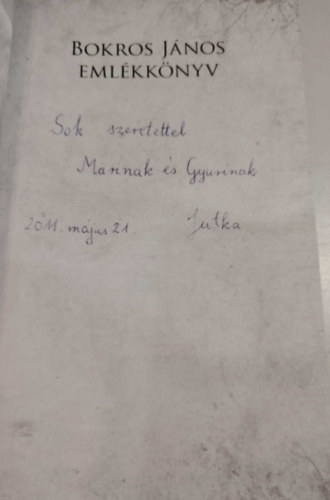 BOKROS JÁNOS
EMLÉKKÖNYV
Sok szeretettel
Marinak és Gyurinak
2011. május 21. Jutka